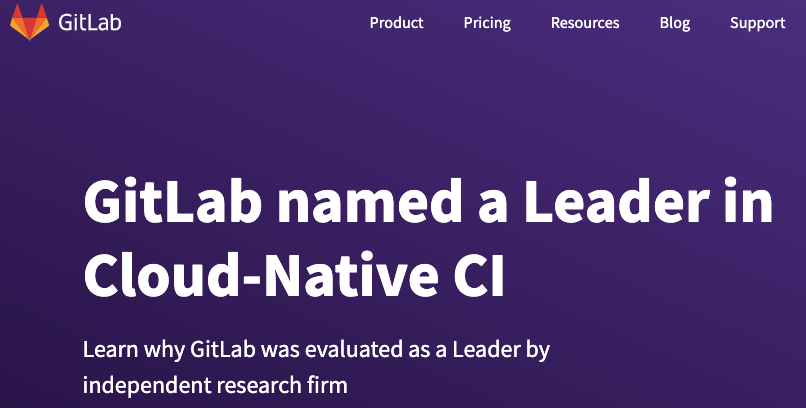 GitLab Product Pricing Resources Blog Support
GitLab named a Leader in
Cloud-Native CI
Learn why GitLab was evaluated as a Leader by
independent research firm